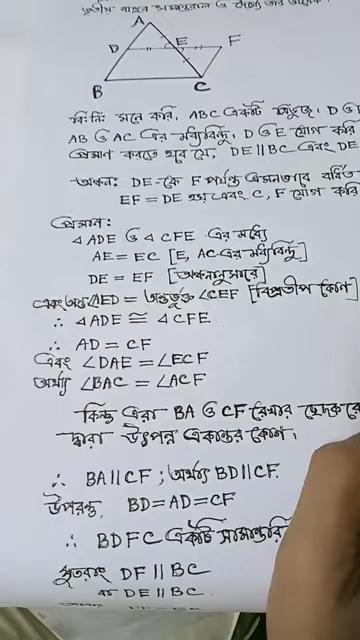 তৃতীয় বাহুর সমান্তরাল ও দৈর্ঘ্যে তার অর্ধেক।
A
D E F
B C
বি: নি: মনে করি, ABC একটি ত্রিভুজ, D ও E
AB ও AC এর মধ্যবিন্দু, D ও E যোগ করি
প্রমাণ করতে হবে যে, DE || BC এবং DE
অঙ্কন: DE-কে F পর্যন্ত এমনভাবে বর্ধিত
EF = DE হয় এবং C, F যোগ করি
প্রমাণ:
△ ADE ও △ CFE এর মধ্যে
AE = EC [E, AC এর মধ্যবিন্দু]
DE = EF [অঙ্কনানুসারে]
এবং অন্তর্ভুক্ত ∠AED = অন্তর্ভুক্ত ∠CEF [বিপ্রতীপ কোণ]
∴ △ ADE ≅ △ CFE
∴ AD = CF
এবং ∠DAE = ∠ECF
অর্থাৎ ∠BAC = ∠ACF
কিন্তু এরা BA ও CF রেখার ছেদক
দ্বারা উৎপন্ন একান্তর কোণ।
∴ BA || CF ; অর্থাৎ BD || CF.
উপরন্তু, BD = AD = CF
∴ BDFC একটি
সুতরাং DF || BC
বা DE || BC